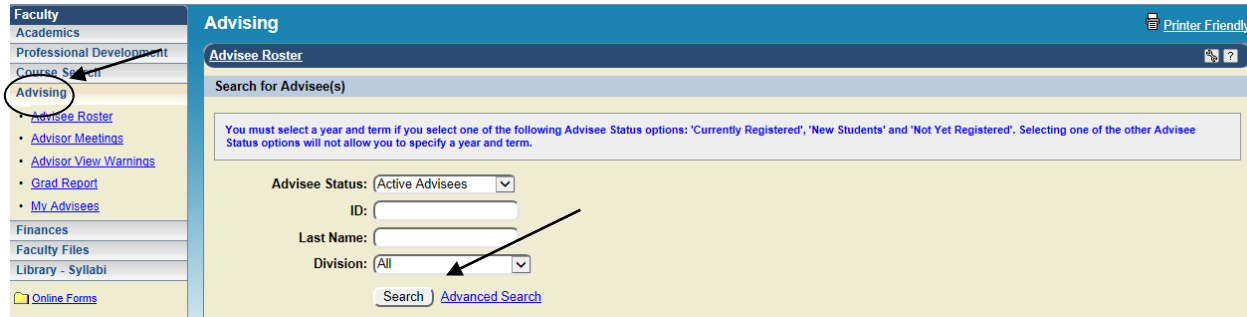 Faculty
Academics
Professional Development
Course Search
Advising
• Advisee Roster
• Advisor Meetings
• Advisor View Warnings
• Grad Report
• My Advisees
Finances
Faculty Files
Library - Syllabi
Online Forms
Advising
Printer Friendly
Advisee Roster
?
Search for Advisee(s)
You must select a year and term if you select one of the following Advisee Status options: 'Currently Registered', 'New Students' and 'Not Yet Registered'. Selecting one of the other Advisee
Status options will not allow you to specify a year and term.
Advisee Status: Active Advisees
ID:
Last Name:
Division: All
Search Advanced Search